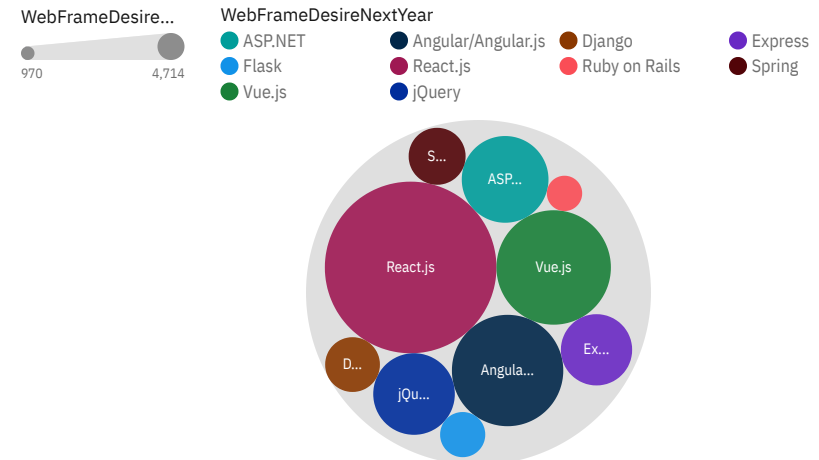 WebFrameDesire...
970
4,714
WebFrameDesireNextYear
ASP.NET
Angular/Angular.js
Django
Express
Flask
React.js
Ruby on Rails
Spring
Vue.js
jQuery
S...
ASP...
React.js
Vue.js
Ex...
D...
Angula...
jQu...